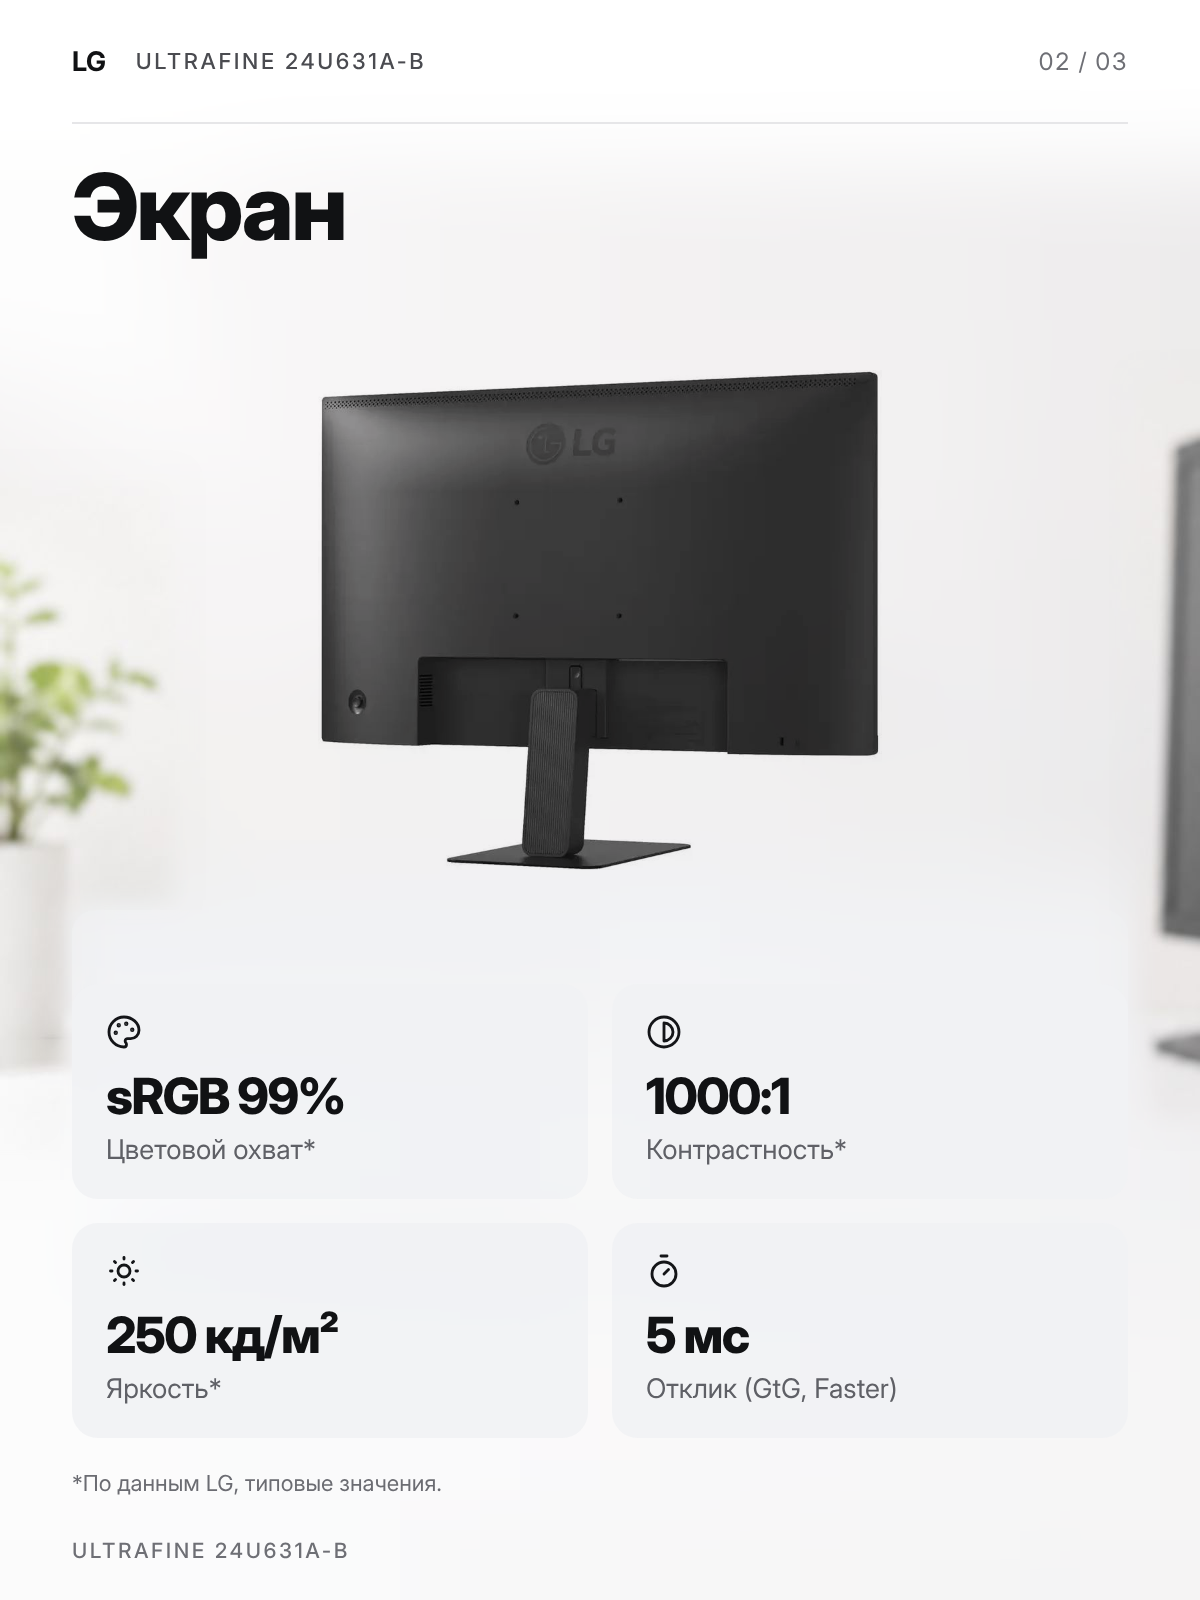 LG ULTRAFINE 24U631A-B 02 / 03
Экран
LG
sRGB 99%
Цветовой охват*
1000:1
Контрастность*
250 кд/м²
Яркость*
5 мс
Отклик (GtG, Faster)
*По данным LG, типовые значения.
ULTRAFINE 24U631A-B